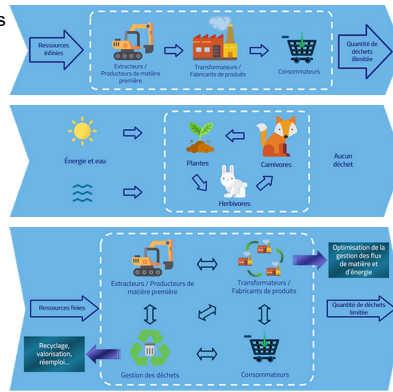 s
Ressources
infinies
Extracteurs /
Producteurs de matière
première
Transformateurs /
Fabricants de produits
Consommateurs
Quantité de
déchets
illimitée
Énergie et eau
Plantes
Carnivores
Herbivores
Aucun
déchet
Extracteurs / Producteurs de
matière première
Transformateurs /
Fabricants de produits
Optimisation de la
gestion des flux
de matière et
d'énergie
Ressources finies
Quantité de déchets
limitée
Recyclage,
valorisation,
réemploi...
Gestion des déchets
Consommateurs